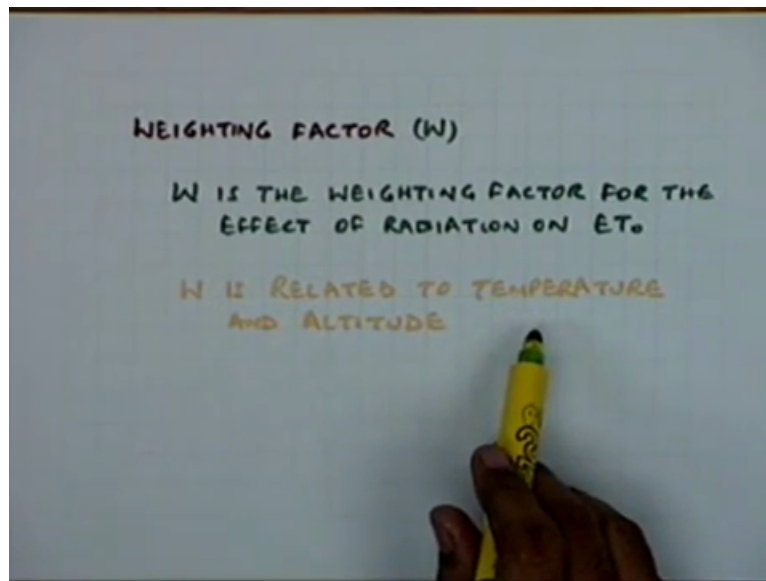 WEIGHTING FACTOR (W)
W IS THE WEIGHTING FACTOR FOR THE
EFFECT OF RADIATION ON ETo
W IS RELATED TO TEMPERATURE
AND ALTITUDE